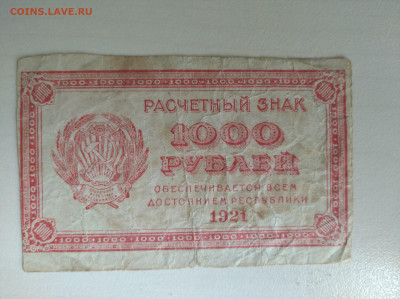 COINS.LAVE.RU
РАСЧЕТНЫЙ ЗНАК
1000
РУБЛЕЙ
ОБЕСПЕЧИВАЕТСЯ ВСЕМ
ДОСТОЯНИЕМ РЕСПУБЛИКИ
1921